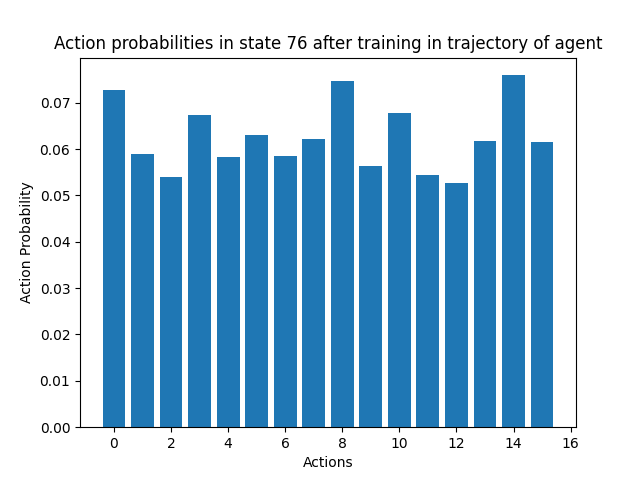 Action probabilities in state 76 after training in trajectory of agent
0.07
0.06
0.05
0.04
0.03
0.02
0.01
0.00
Action Probability
0 2 4 6 8 10 12 14 16
Actions